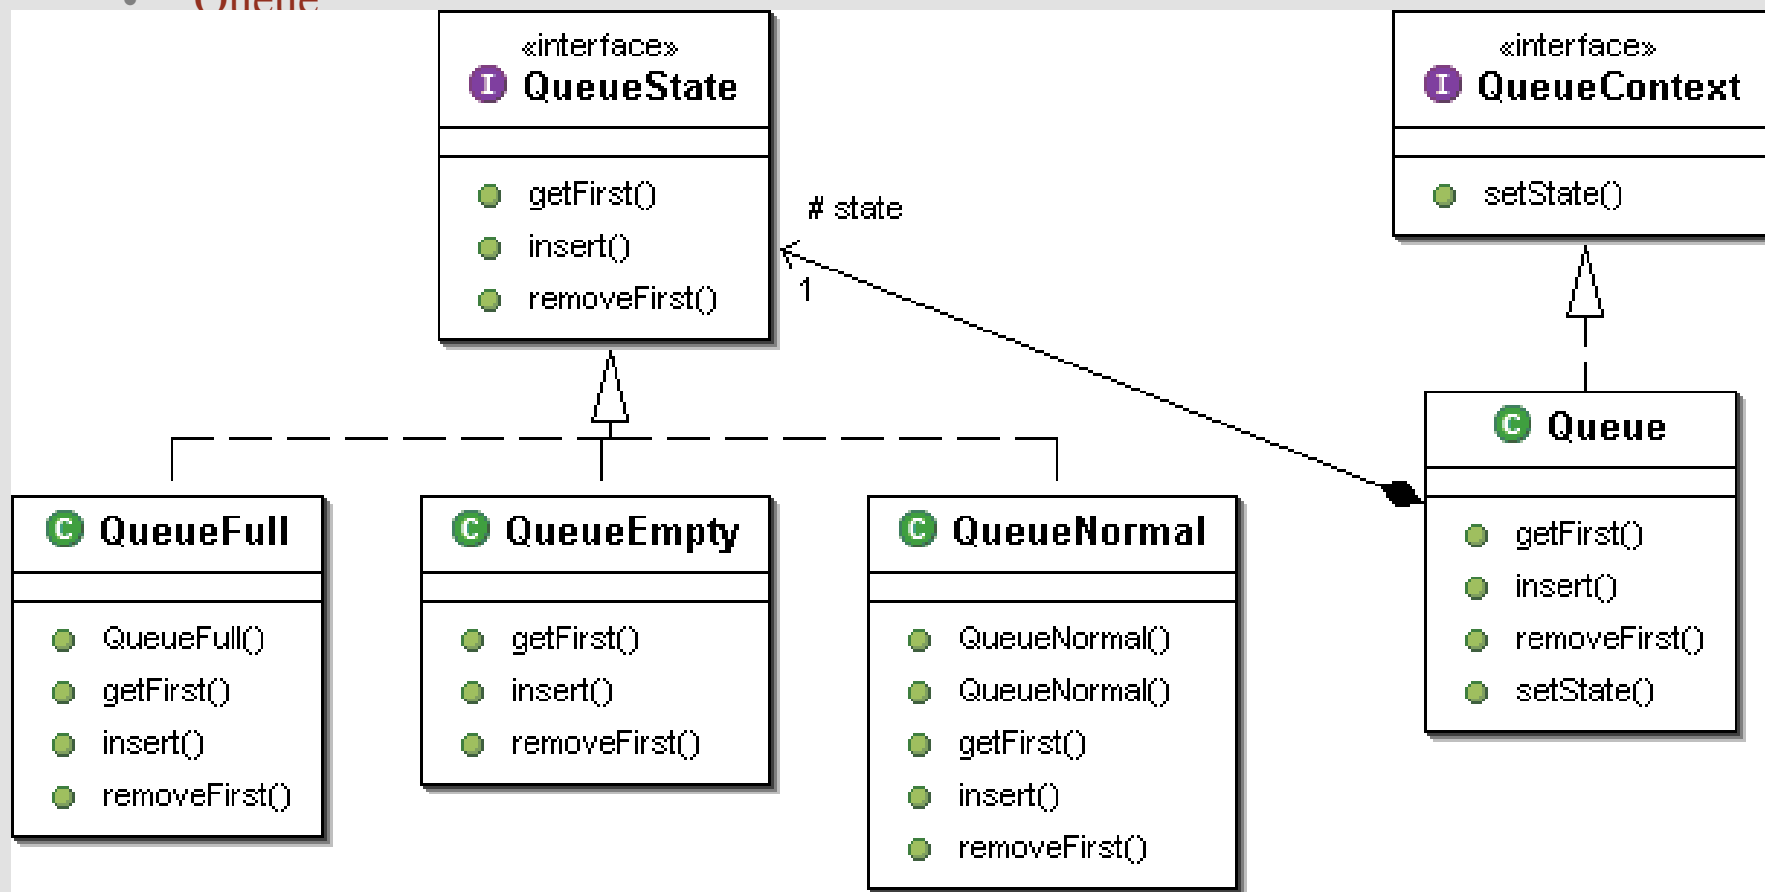 • Queue
«interface»
I QueueState
getFirst()
insert()
removeFirst()
# state
1
«interface»
I QueueContext
setState()
C QueueFull
QueueFull()
getFirst()
insert()
removeFirst()
C QueueEmpty
getFirst()
insert()
removeFirst()
C QueueNormal
QueueNormal()
QueueNormal()
getFirst()
insert()
removeFirst()
C Queue
getFirst()
insert()
removeFirst()
setState()